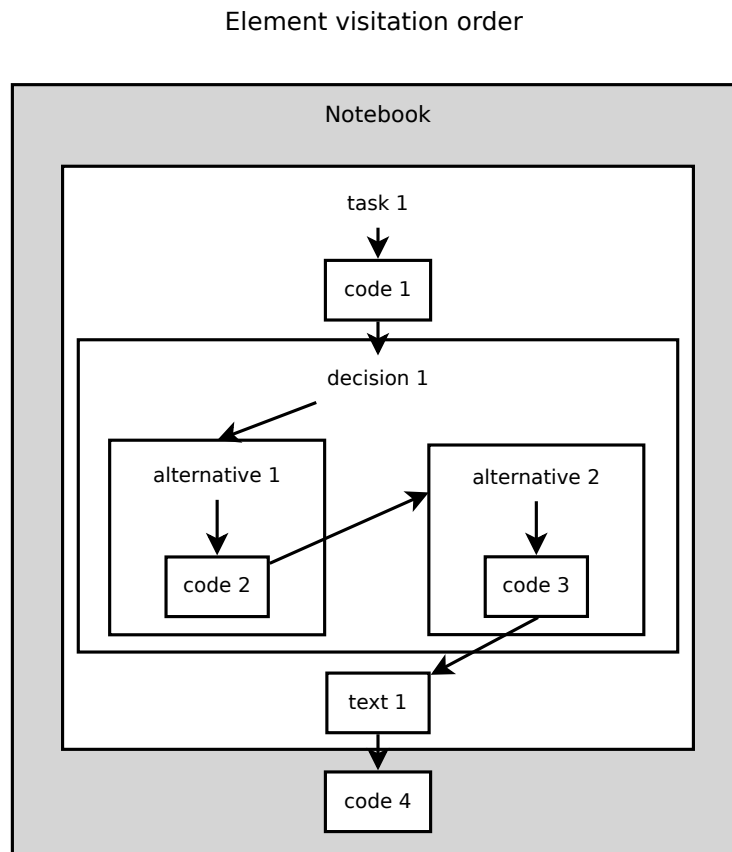 Element visitation order
Notebook
task 1
code 1
decision 1
alternative 1
code 2
alternative 2
code 3
text 1
code 4